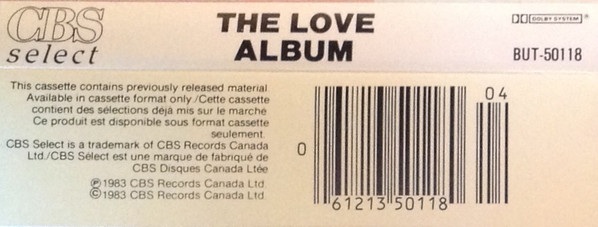 CBS
select
THE LOVE
ALBUM
DOLBY SYSTEM ®
BUT-50118
This cassette contains previously released material.
Available in cassette format only./Cette cassette
contient des sélections déjà mis sur le marche.
Ce produit est disponible sous format cassette
seulement.
CBS Select is a trademark of CBS Records Canada
Ltd./CBS Sélect est une marque de fabriqué de
CBS Disques Canada Ltée
Ⓟ1983 CBS Records Canada Ltd.
©1983 CBS Records Canada Ltd.
04
0
61213 50118